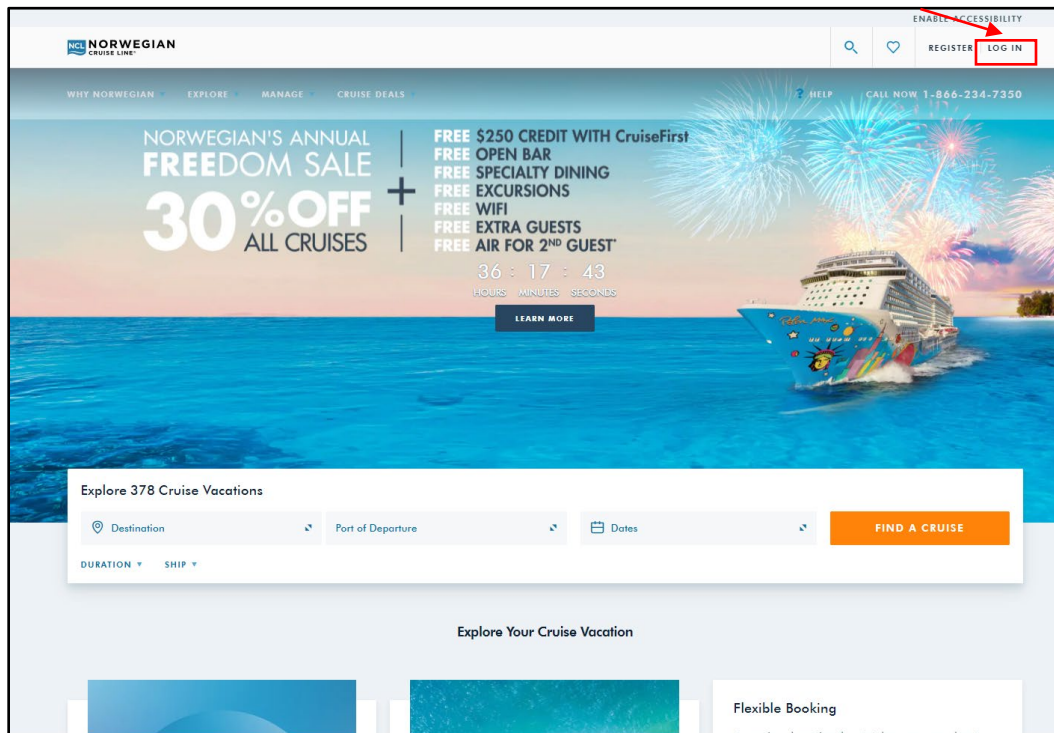 ENABLE ACCESSIBILITY
NCL NORWEGIAN
CRUISE LINE®
REGISTER LOG IN
WHY NORWEGIAN EXPLORE MANAGE CRUISE DEALS ? HELP CALL NOW 1-866-234-7350
NORWEGIAN'S ANNUAL
FREEDOM SALE
30%OFF
ALL CRUISES
+
FREE $250 CREDIT WITH CruiseFirst
FREE OPEN BAR
FREE SPECIALTY DINING
FREE EXCURSIONS
FREE WIFI
FREE EXTRA GUESTS
FREE AIR FOR 2ND GUEST*
36 : 17 : 43
HOURS MINUTES SECONDS
LEARN MORE
Explore 378 Cruise Vacations
Destination Port of Departure Dates FIND A CRUISE
DURATION SHIP
Explore Your Cruise Vacation
Flexible Booking